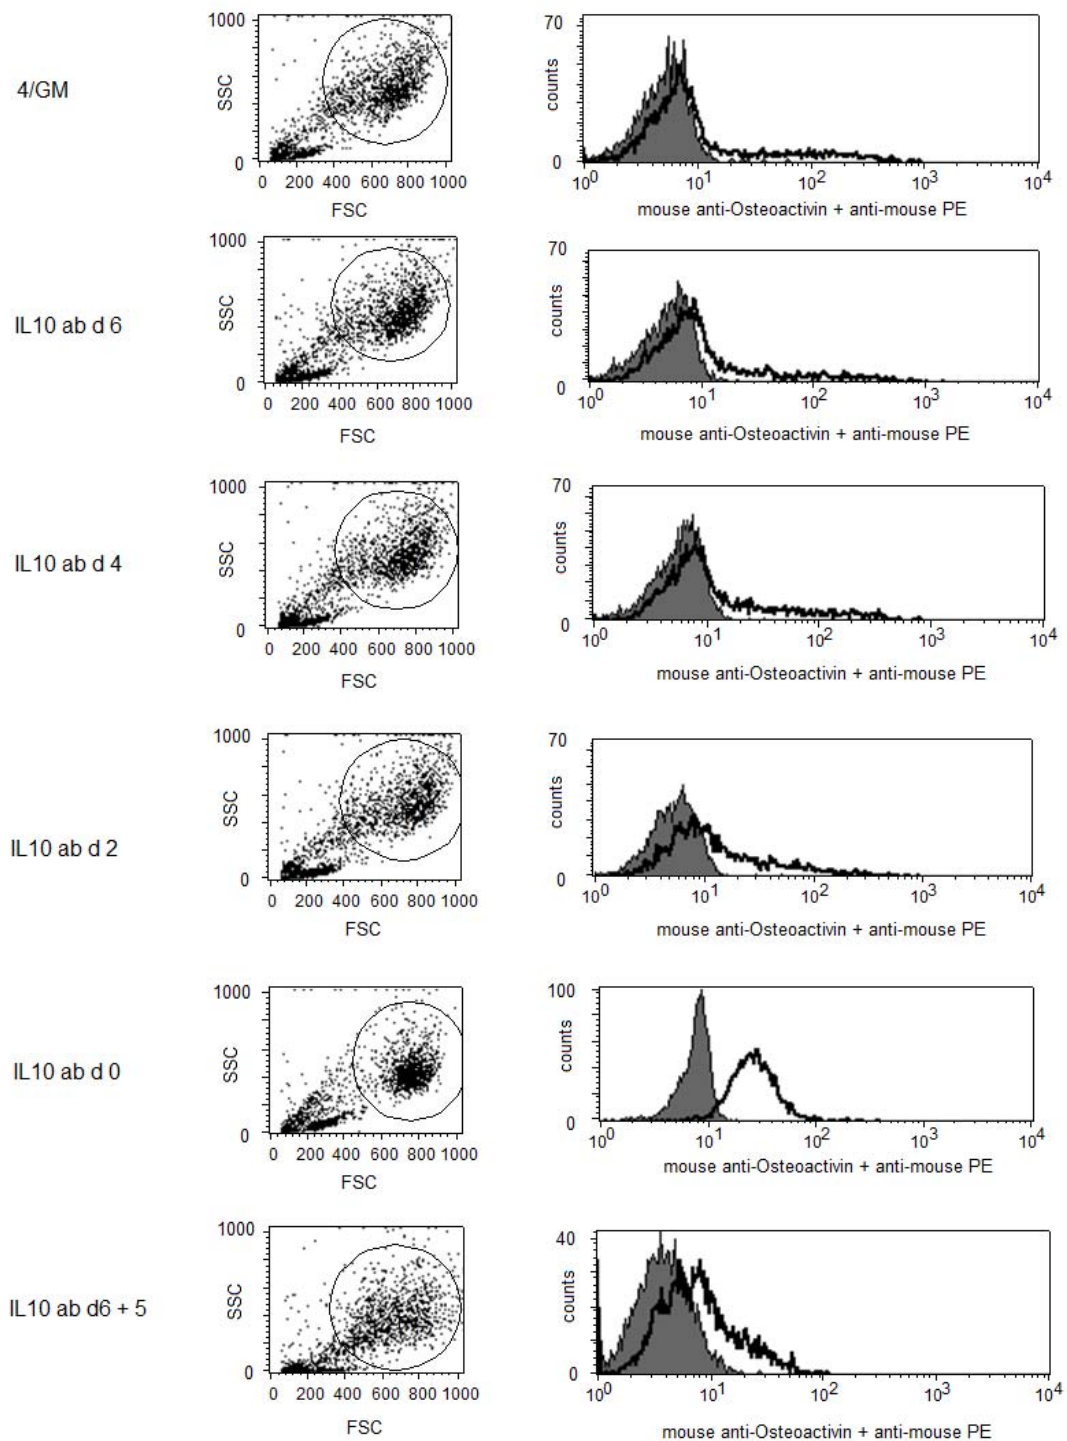 4/GM
1000
SSC
0
0 200 400 600 800 1000
FSC
70
counts
0
10^0 10^1 10^2 10^3 10^4
mouse anti-Osteoactivin + anti-mouse PE
IL10 ab d 6
1000
SSC
0
0 200 400 600 800 1000
FSC
70
counts
0
10^0 10^1 10^2 10^3 10^4
mouse anti-Osteoactivin + anti-mouse PE
IL10 ab d 4
1000
SSC
0
0 200 400 600 800 1000
FSC
70
counts
0
10^0 10^1 10^2 10^3 10^4
mouse anti-Osteoactivin + anti-mouse PE
IL10 ab d 2
1000
SSC
0
0 200 400 600 800 1000
FSC
70
counts
0
10^0 10^1 10^2 10^3 10^4
mouse anti-Osteoactivin + anti-mouse PE
IL10 ab d 0
1000
SSC
0
0 200 400 600 800 1000
FSC
100
counts
0
10^0 10^1 10^2 10^3 10^4
mouse anti-Osteoactivin + anti-mouse PE
IL10 ab d6 + 5
1000
SSC
0
0 200 400 600 800 1000
FSC
40
counts
20
0
10^0 10^1 10^2 10^3 10^4
mouse anti-Osteoactivin + anti-mouse PE